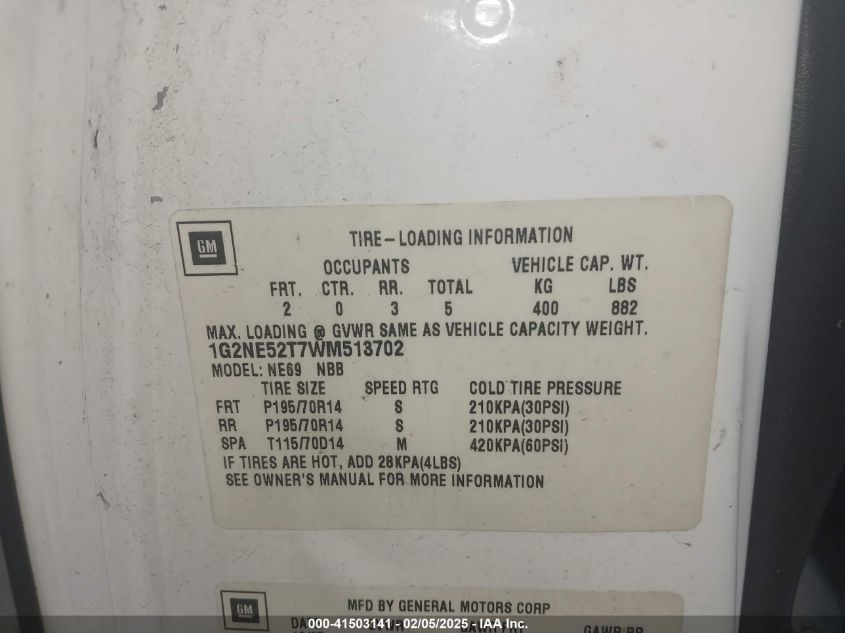 GM
TIRE-LOADING INFORMATION
OCCUPANTS VEHICLE CAP. WT.
FRT. CTR. RR. TOTAL KG LBS
2 0 3 5 400 882
MAX. LOADING @ GVWR SAME AS VEHICLE CAPACITY WEIGHT.
1G2NE52T7WM513702
MODEL: NE69 NBB
TIRE SIZE SPEED RTG COLD TIRE PRESSURE
FRT P195/70R14 S 210KPA(30PSI)
RR P195/70R14 S 210KPA(30PSI)
SPA T115/70D14 M 420KPA(60PSI)
IF TIRES ARE HOT, ADD 28KPA(4LBS)
SEE OWNER'S MANUAL FOR MORE INFORMATION
GM
MFD BY GENERAL MOTORS CORP
GAWR RR
000-41503141 - 02/05/2025 - IAA Inc.